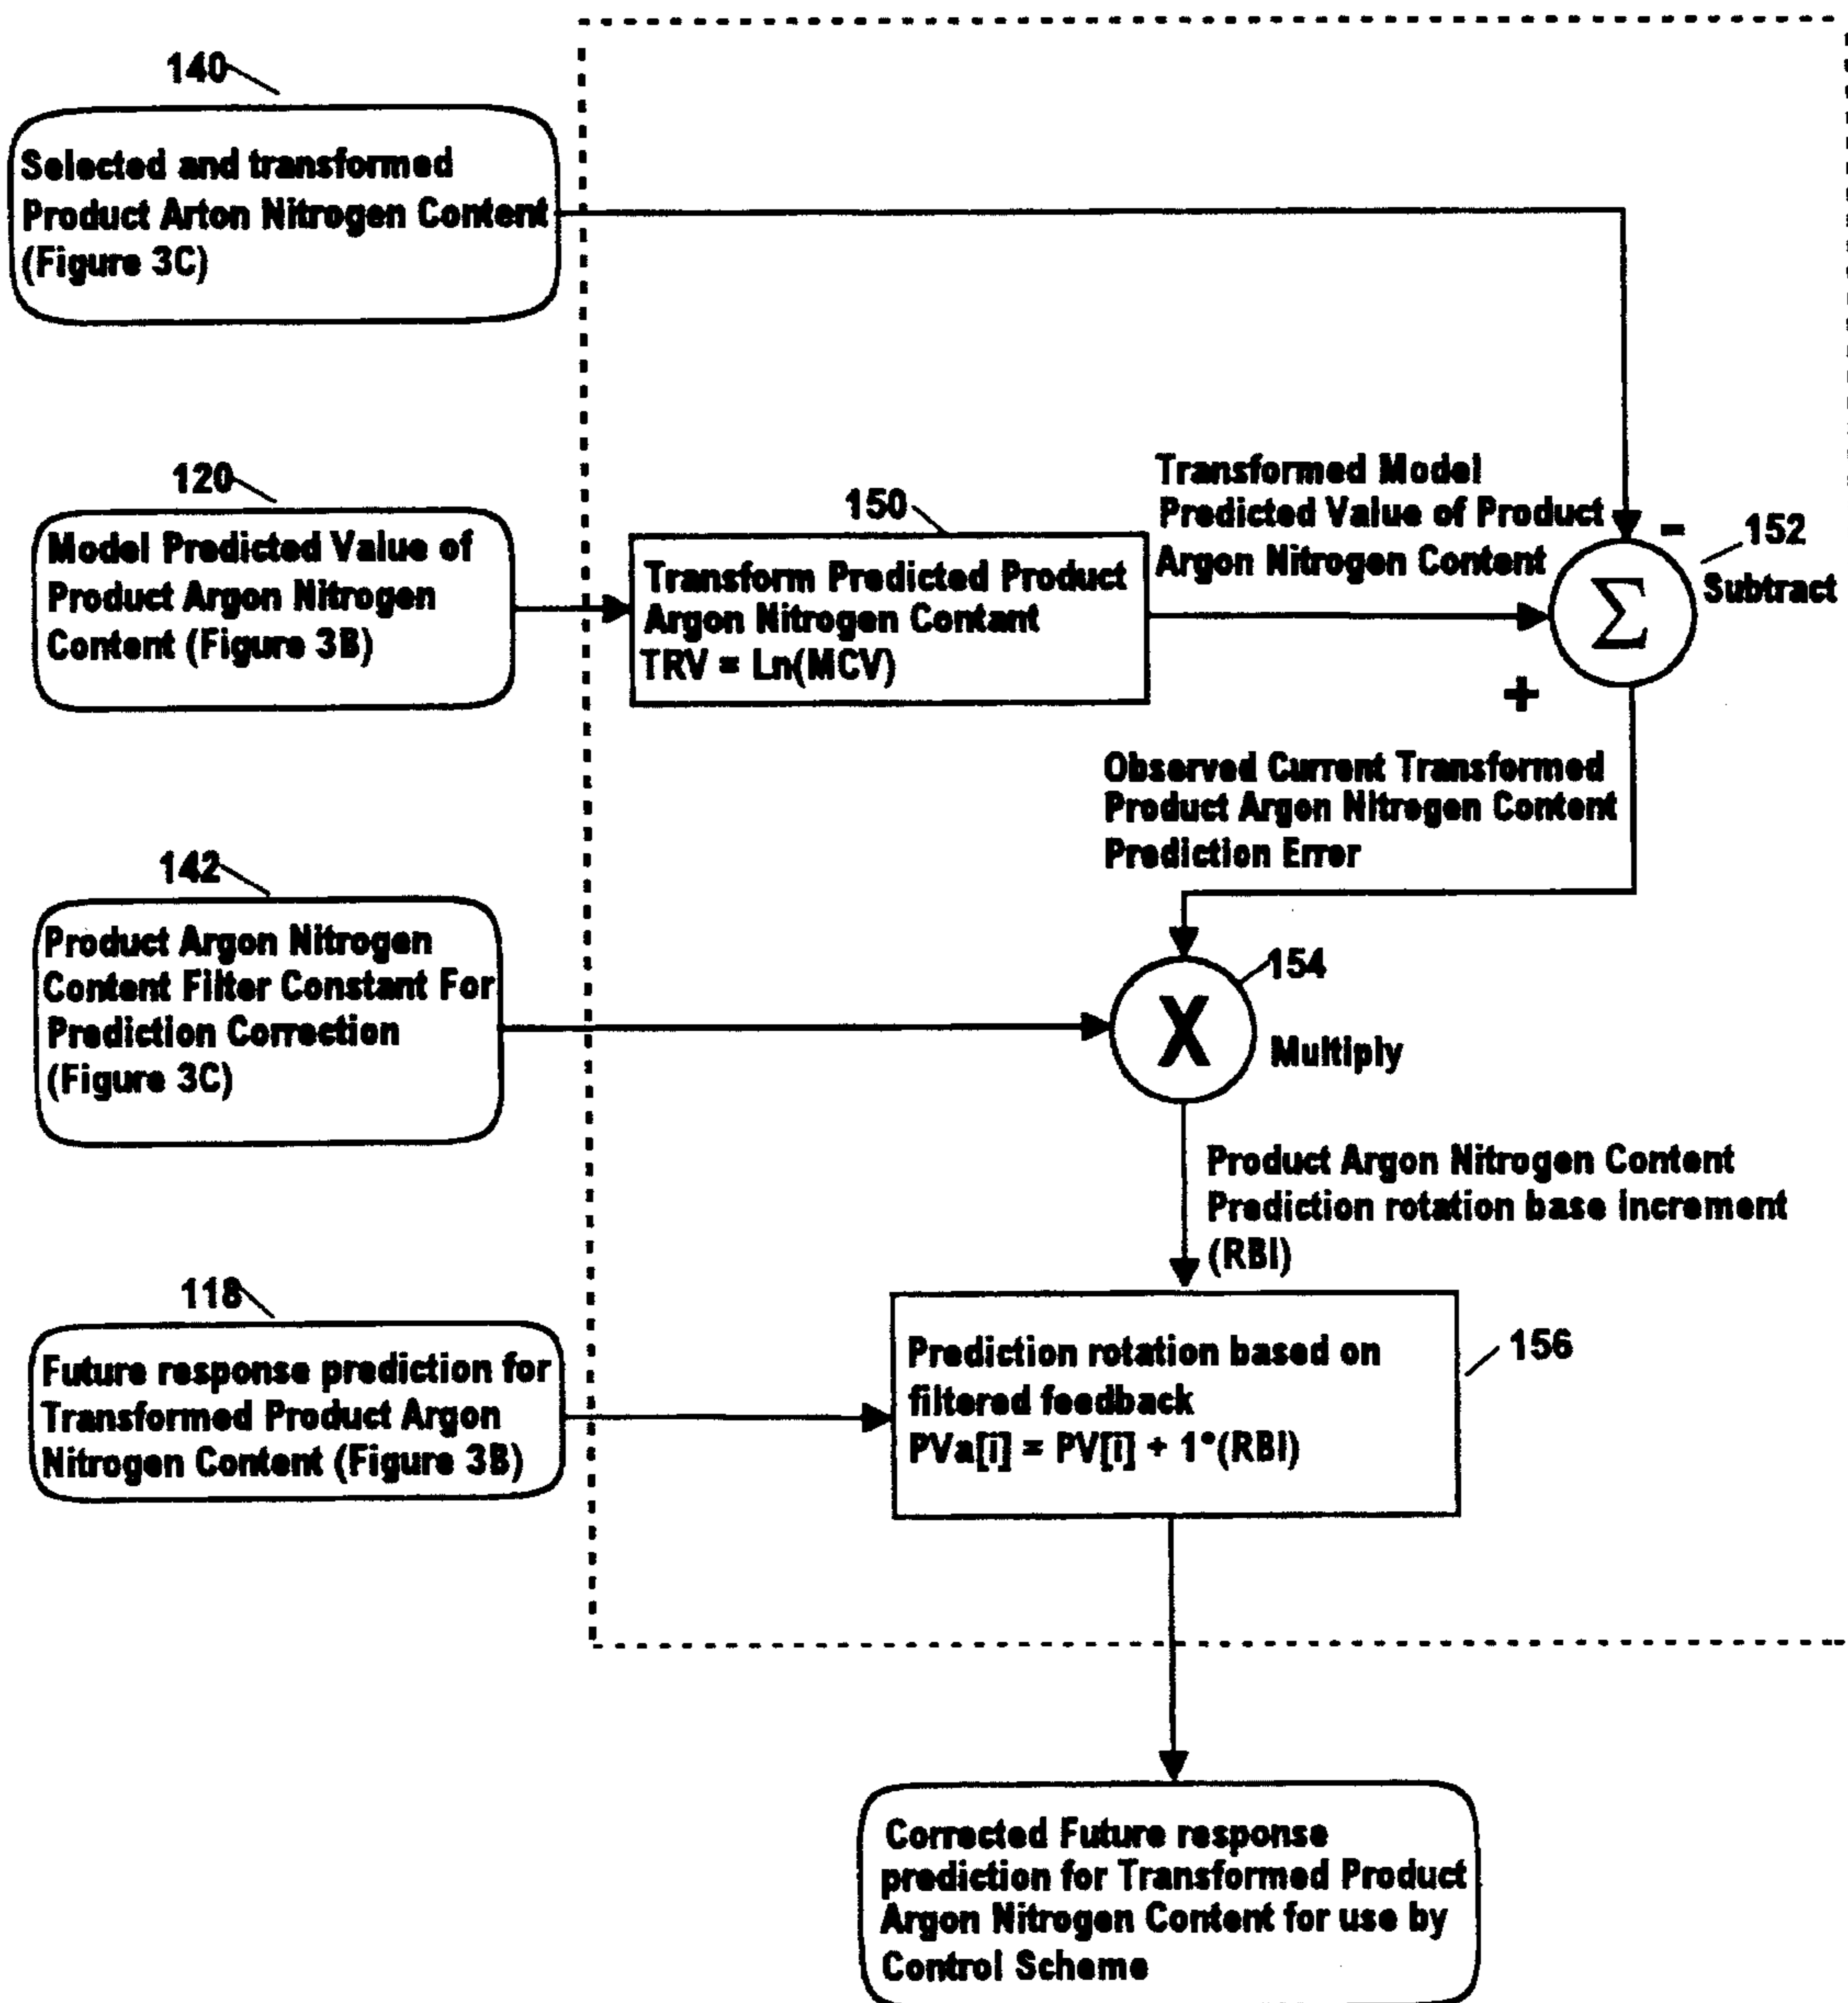 140
Selected and transformed
Product Arton Nitrogen Content
(Figure 3C)
120
Model Predicted Value of
Product Argon Nitrogen
Content (Figure 3B)
150
Transform Predicted Product
Argon Nitrogen Contant
TRV = Ln(MCV)
Transformed Model
Predicted Value of Product
Argon Nitrogen Content
-
152
Σ
Subtract
+
Observed Current Transformed
Product Argon Nitrogen Content
Prediction Error
142
Product Argon Nitrogen
Content Filter Constant For
Prediction Correction
(Figure 3C)
154
X
Multiply
Product Argon Nitrogen Content
Prediction rotation base Increment
(RBI)
118
Future response prediction for
Transformed Product Argon
Nitrogen Content (Figure 3B)
Prediction rotation based on
filtered feedback
PVa[i] = PV[i] + 1°(RBI)
156
Corrected Future response
prediction for Transformed Product
Argon Nitrogen Content for use by
Control Scheme